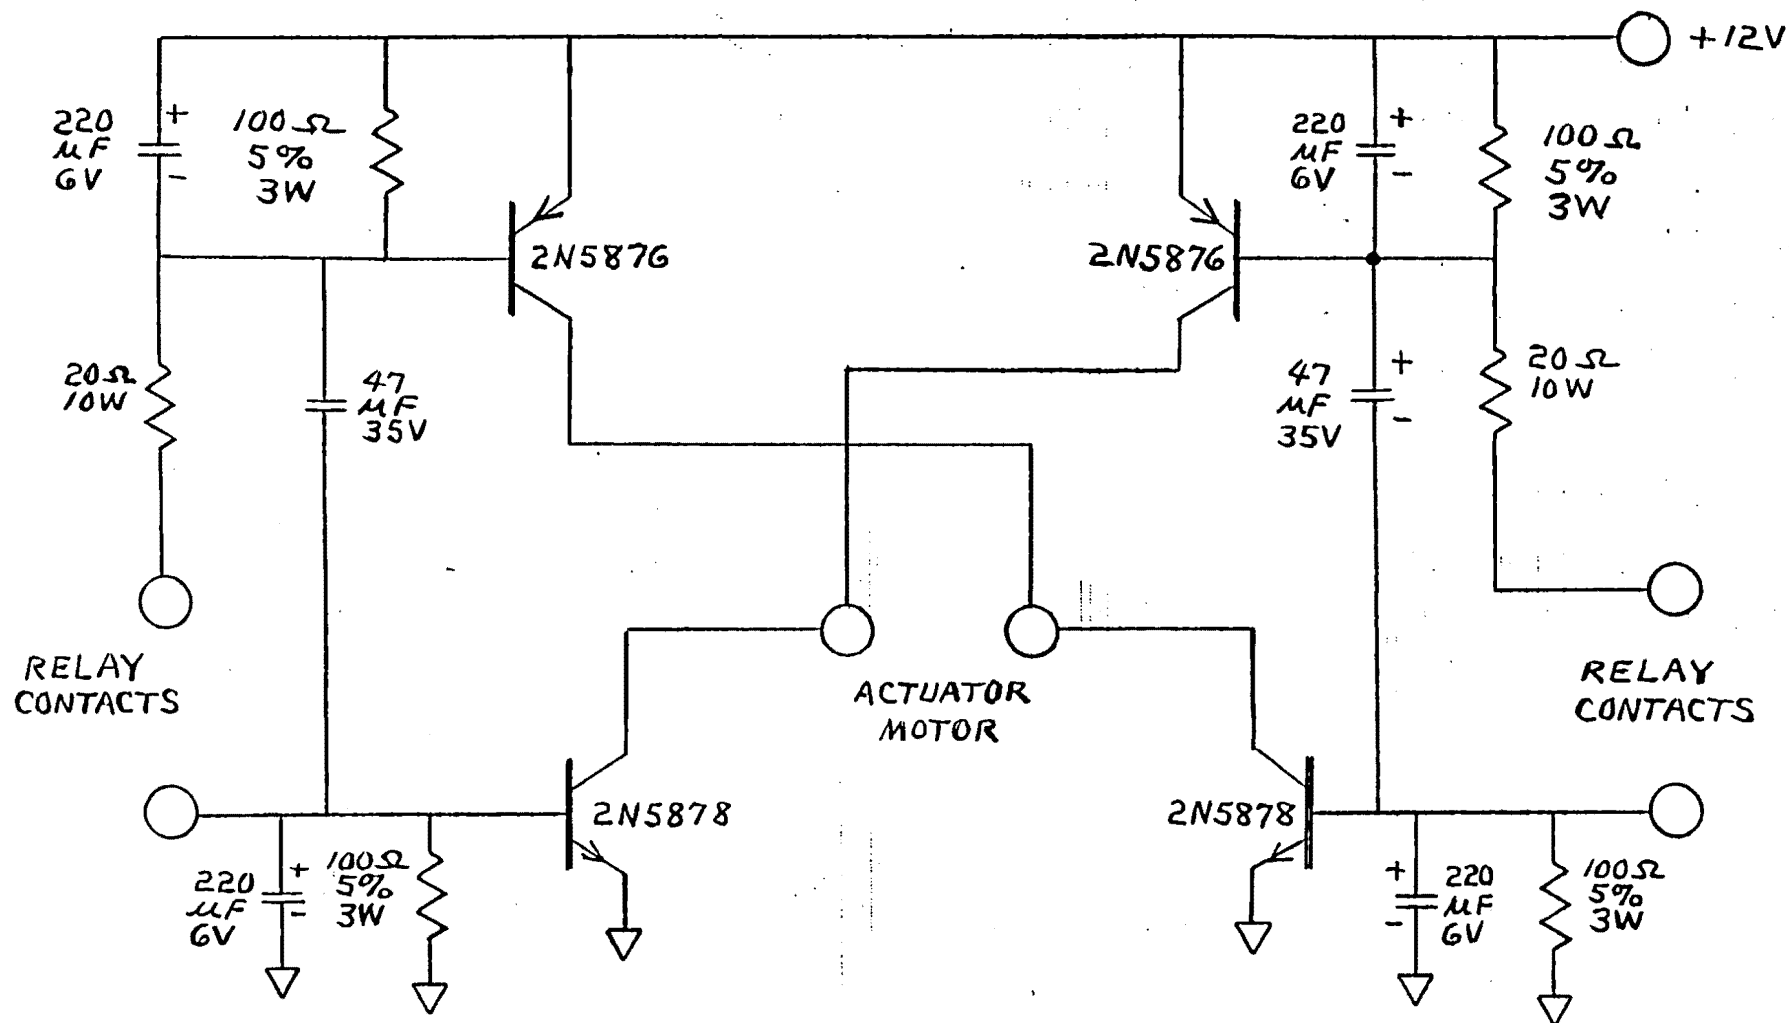 +12V
220
µF
6V
+
-
100Ω
5%
3W
2N5876
2N5876
220
µF
6V
+
-
100Ω
5%
3W
20Ω
10W
47
µF
35V
47
µF
35V
+
-
20Ω
10W
RELAY
CONTACTS
ACTUATOR
MOTOR
RELAY
CONTACTS
2N5878
2N5878
220
µF
6V
+
-
100Ω
5%
3W
+
-
220
µF
6V
100Ω
5%
3W